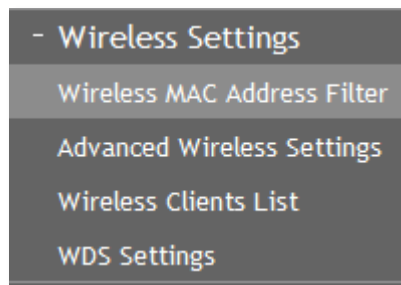 - Wireless Settings
Wireless MAC Address Filter
Advanced Wireless Settings
Wireless Clients List
WDS Settings